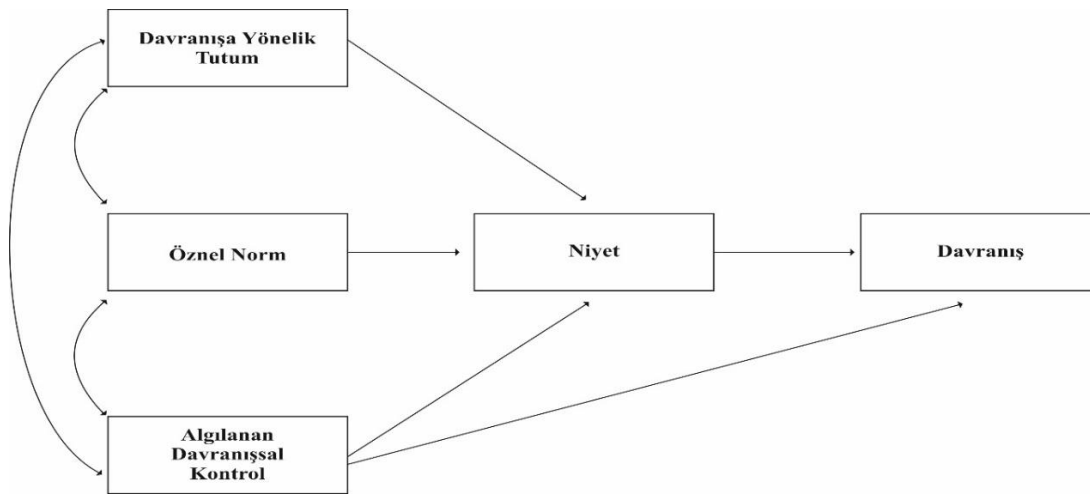 Davranışa Yönelik
Tutum
Öznel Norm
Niyet
Davranış
Algılanan
Davranışsal
Kontrol